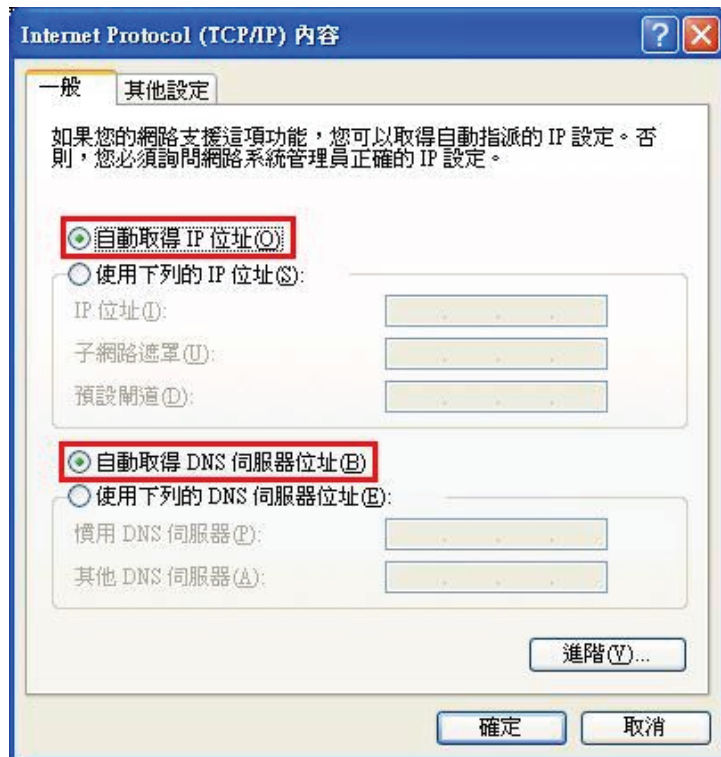 Internet Protocol (TCP/IP) 內容
一般
其他設定
如果您的網路支援這項功能，您可以取得自動指派的 IP 設定。否
則，您必須詢問網路系統管理員正確的 IP 設定。
自動取得 IP 位址(O)
使用下列的 IP 位址(S):
IP 位址(I):
子網路遮罩(U):
預設閘道(D):
自動取得 DNS 伺服器位址(B)
使用下列的 DNS 伺服器位址(E):
慣用 DNS 伺服器(P):
其他 DNS 伺服器(A):
進階(V)...
確定
取消